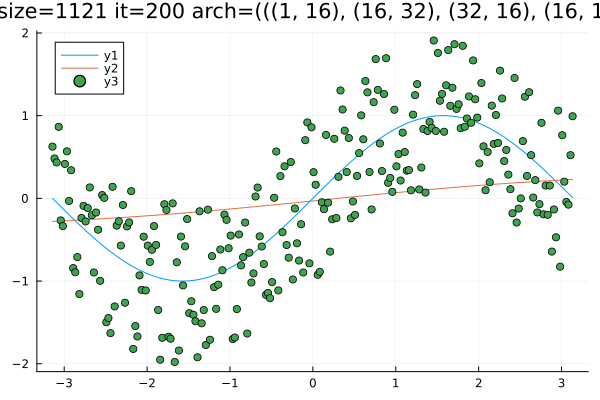 size=1121 it=200 arch=(((1, 16), (16, 32), (32, 16), (16, 1
y1
y2
y3
2
1
0
−1
−2
−3 −2 −1 0 1 2 3